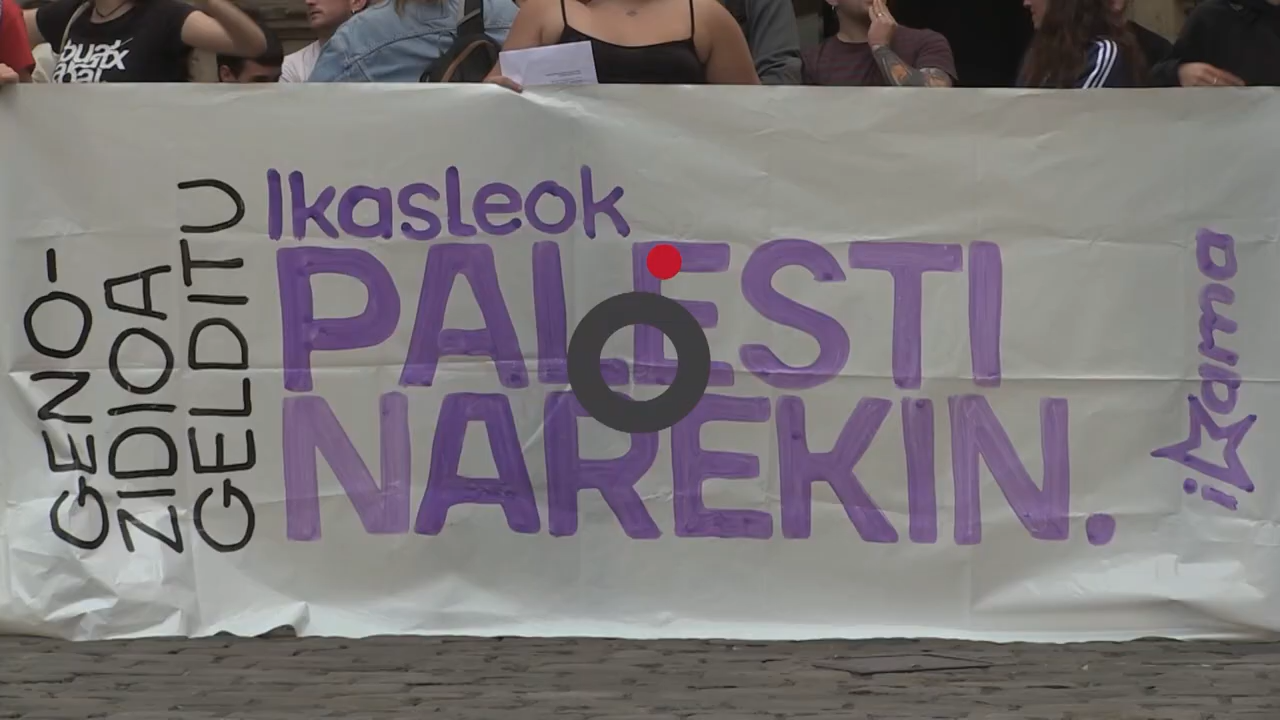 GENO-
ZIDIOA
GELDITU
Ikasleok
PALESTI
NAREKIN.
ikama